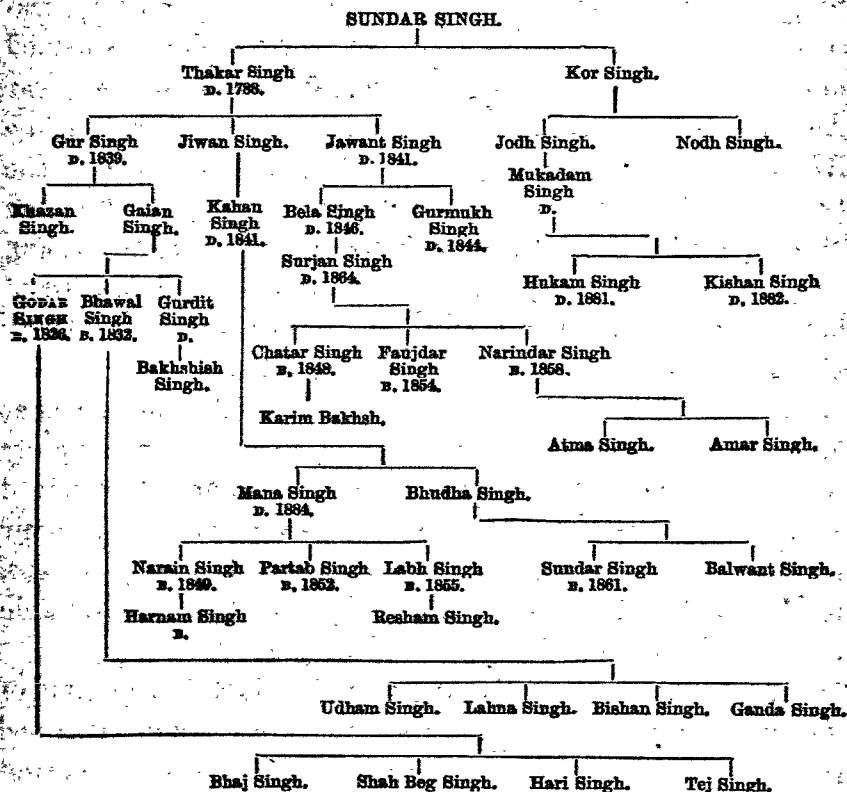 SUNDAR SINGH.
Thakar Singh Kor Singh.
D. 1788.
Gur Singh Jiwan Singh. Jawant Singh Jodh Singh. Nodh Singh.
D. 1839. D. 1841.
Mukadam
Singh
D.
Khazan Gaian Kahan Bela Singh Gurmukh
Singh. Singh. Singh D. 1846. Singh
D. 1841. D. 1844.
Surjan Singh Hukam Singh Kishan Singh
D. 1864. D. 1881. D. 1882.
GODAR Bhawal Gurdit
SINGH Singh Singh
B. 1826. B. 1832. D.
Chatar Singh Faujdar Narindar Singh
B. 1848. Singh B. 1858.
B. 1854.
Bakhshish
Singh.
Karim Bakhsh.
Atma Singh. Amar Singh.
Mana Singh Bhudha Singh.
D. 1884.
Narain Singh Partab Singh Labh Singh Sundar Singh Balwant Singh.
B. 1849. B. 1852. B. 1855. B. 1861.
Harnam Singh Resham Singh.
B.
Udham Singh. Lahna Singh. Bishan Singh. Ganda Singh.
Bhaj Singh. Shah Beg Singh. Hari Singh. Tej Singh.